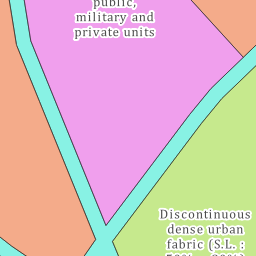 public,
military and
private units
Discontinuous
dense urban
fabric (S.L. :